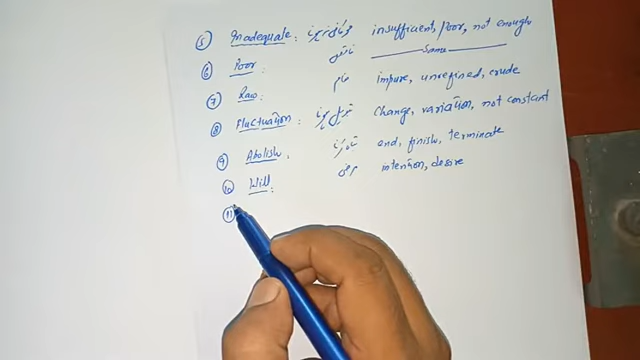 5 Inadequate: insufficient, poor, not enough
6 Poor: ناقص same
7 Raw: خام impure, unrefined, crude
8 Fluctuation: change, variation, not constant
9 Abolish: end, finish, terminate
10 Will: مرضی intention, desire
11